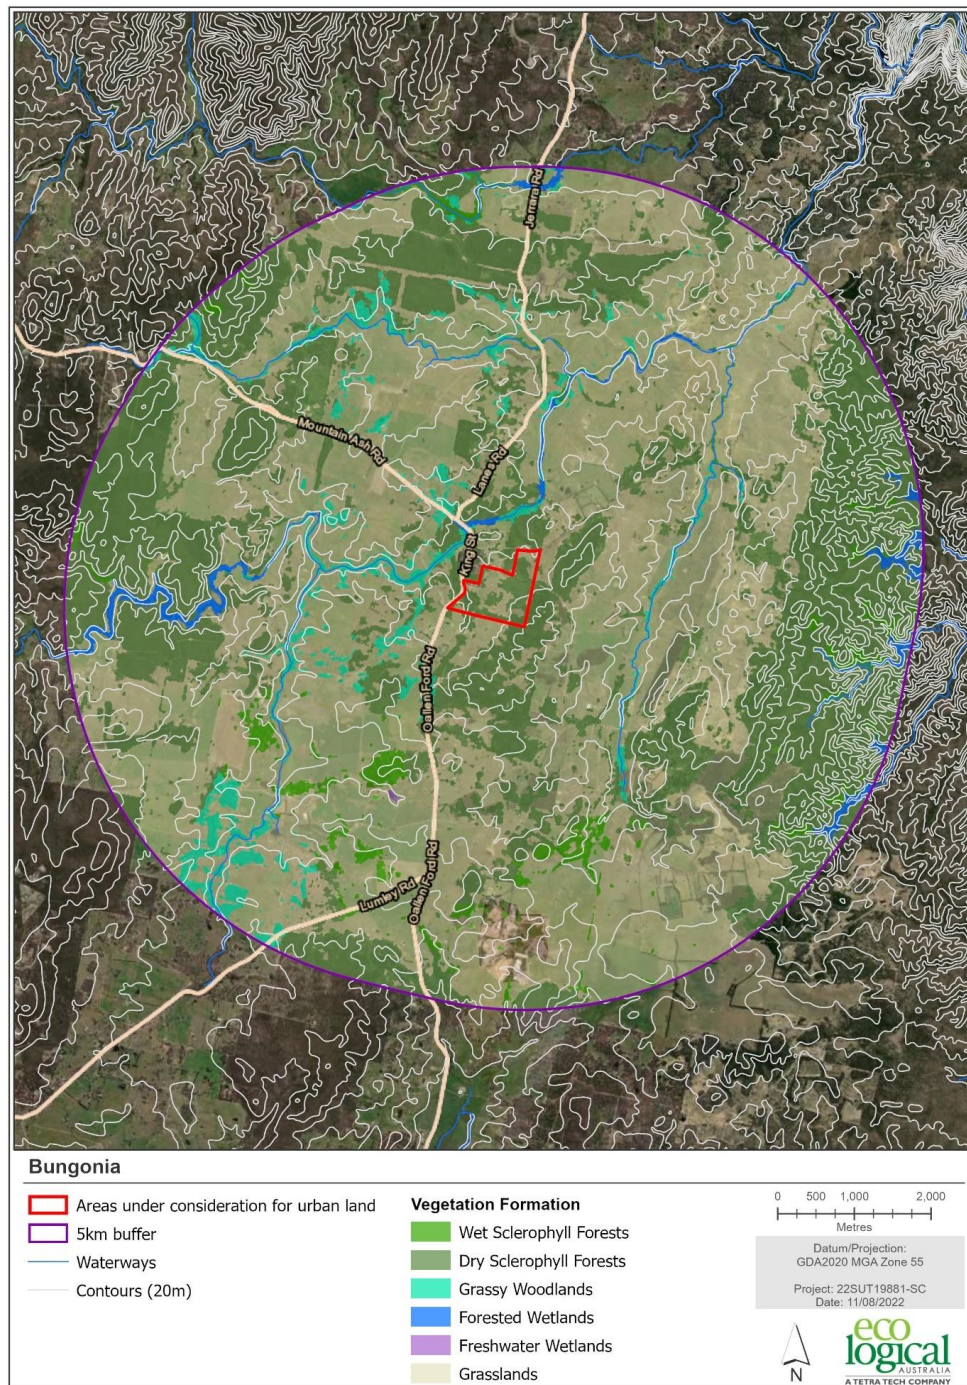 Jerrara Rd
Mountain Ash Rd
Lanes Rd
King St
Oallen Ford Rd
Oallen Ford Rd
Lumley Rd
Bungonia
Areas under consideration for urban land
5km buffer
Waterways
Contours (20m)
Vegetation Formation
Wet Sclerophyll Forests
Dry Sclerophyll Forests
Grassy Woodlands
Forested Wetlands
Freshwater Wetlands
Grasslands
0 500 1,000 2,000
Metres
Datum/Projection:
GDA2020 MGA Zone 55
Project: 22SUT19881-SC
Date: 11/08/2022
N
eco
logical
AUSTRALIA
A TETRA TECH COMPANY